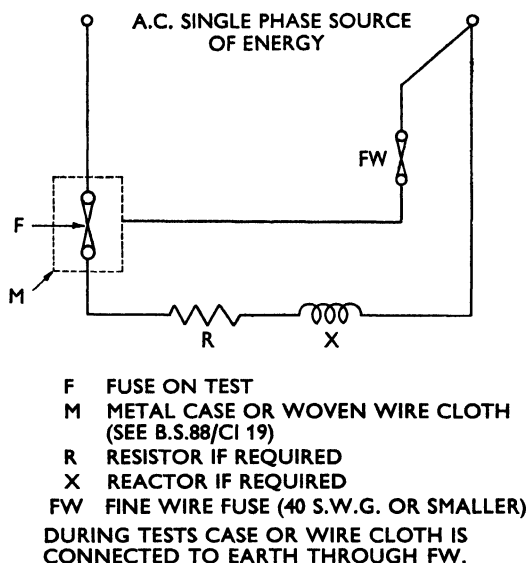 A.C. SINGLE PHASE SOURCE
OF ENERGY
FW
F
M
R
X
F FUSE ON TEST
M METAL CASE OR WOVEN WIRE CLOTH
(SEE B.S.88/CI 19)
R RESISTOR IF REQUIRED
X REACTOR IF REQUIRED
FW FINE WIRE FUSE (40 S.W.G. OR SMALLER)
DURING TESTS CASE OR WIRE CLOTH IS
CONNECTED TO EARTH THROUGH FW.